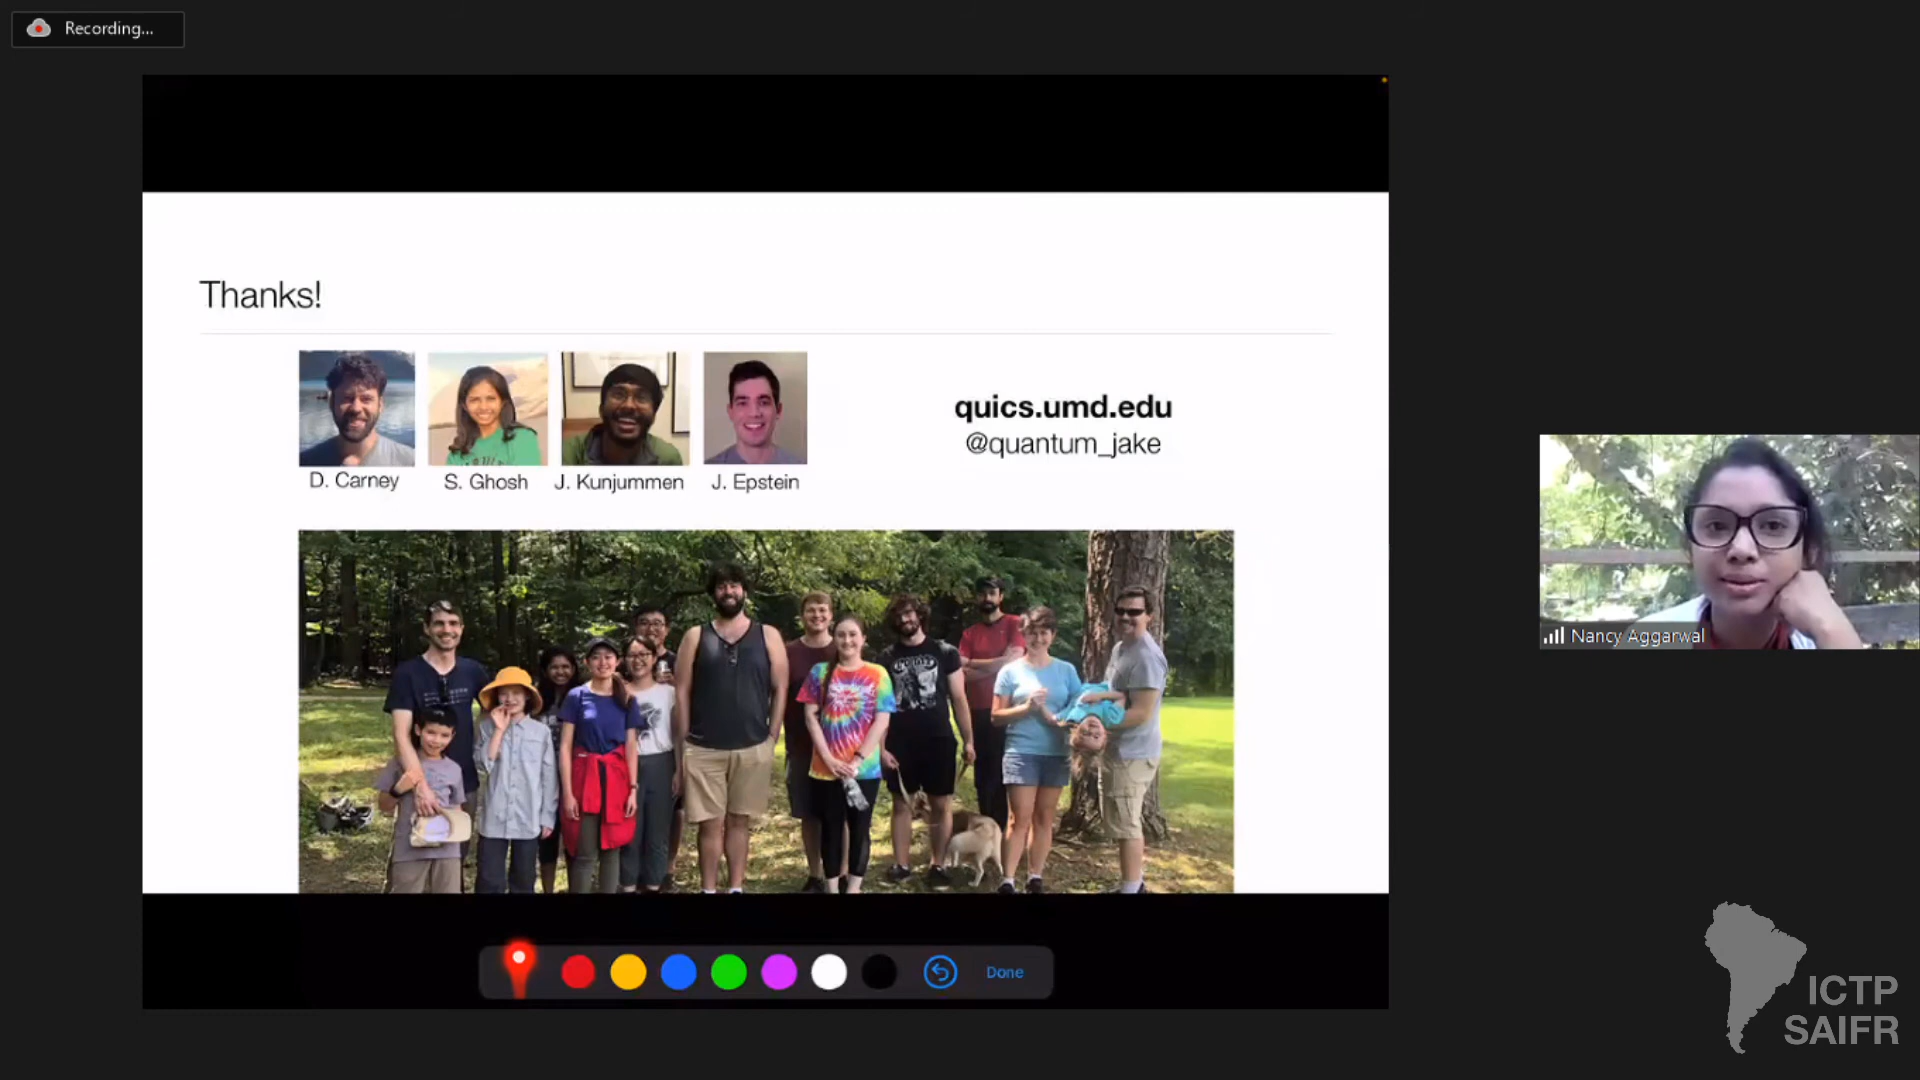 Recording...
Thanks!
quics.umd.edu
@quantum_jake
D. Carney
S. Ghosh
J. Kunjummen
J. Epstein
Nancy Aggarwal
Done
ICTP
SAIFR